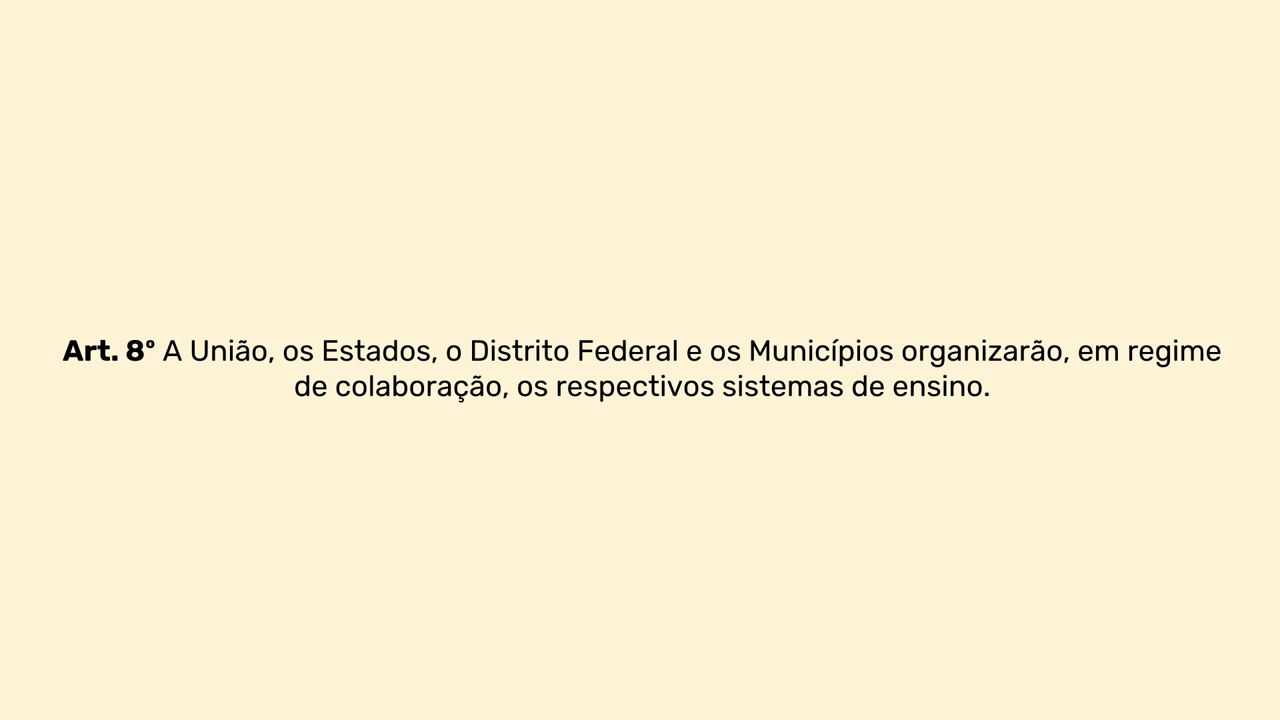 Art. 8º A União, os Estados, o Distrito Federal e os Municípios organizarão, em regime
de colaboração, os respectivos sistemas de ensino.